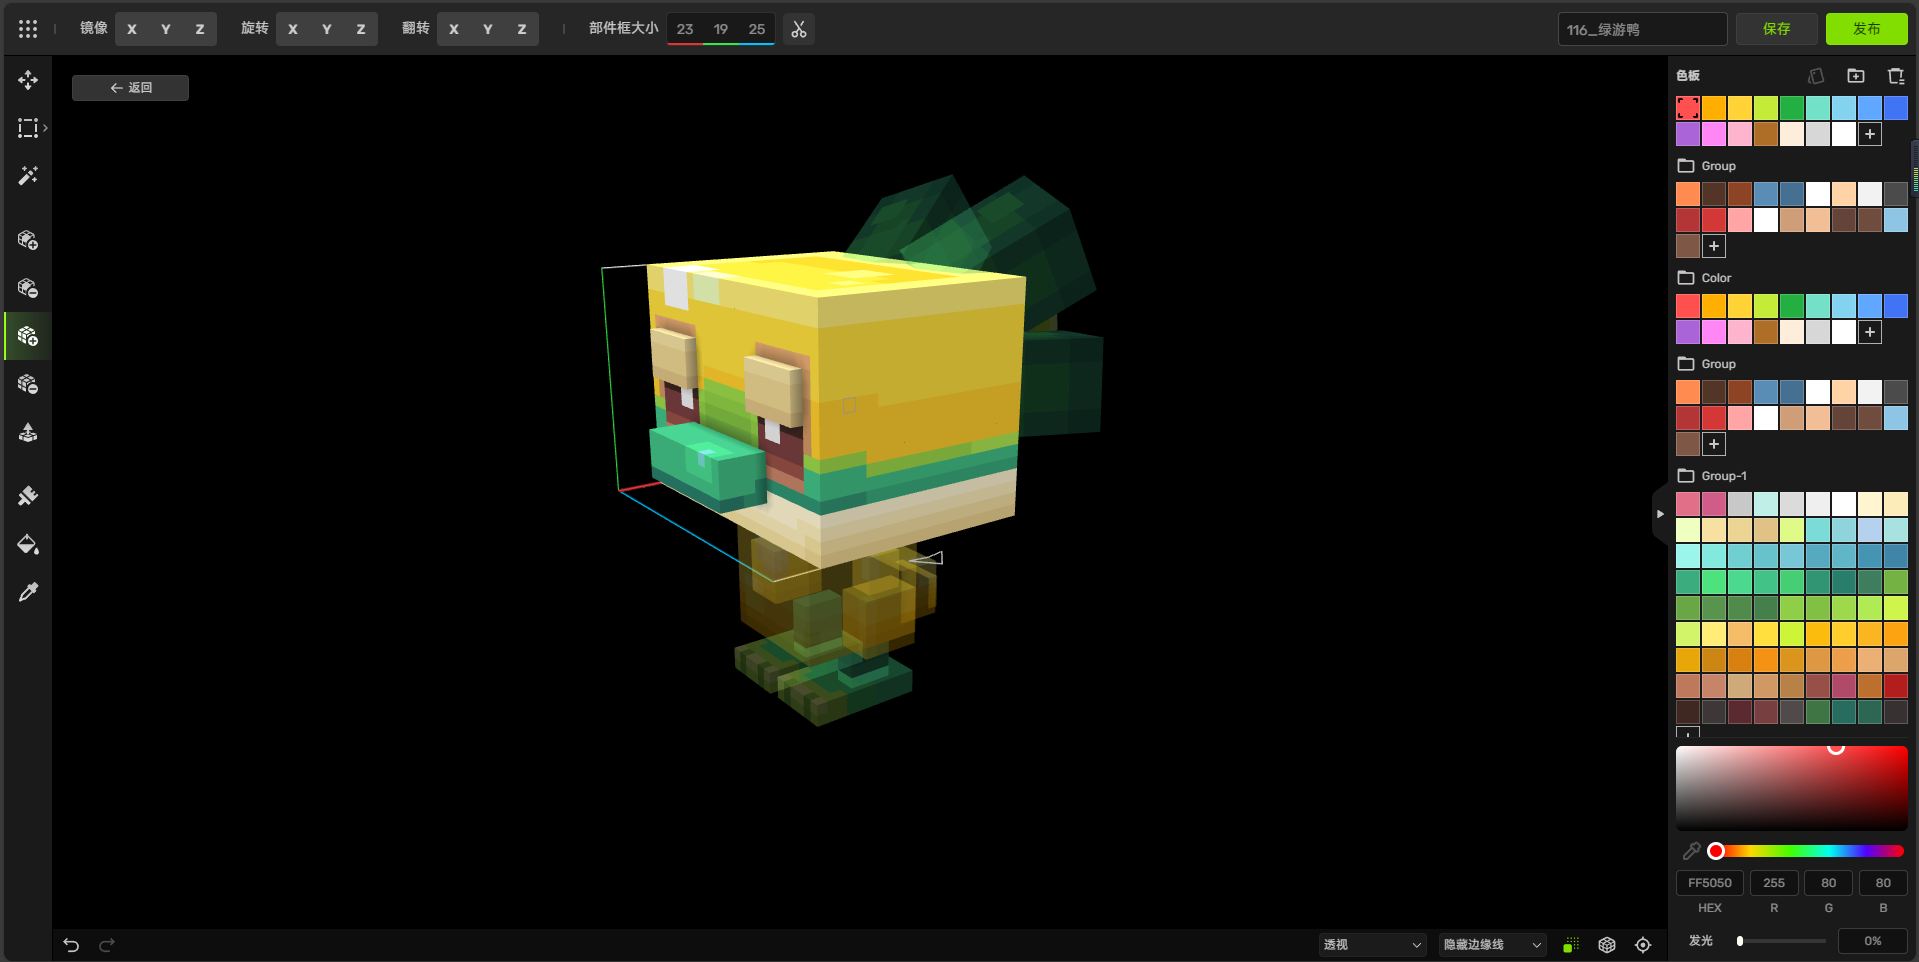 镜像 X Y Z 旋转 X Y Z 翻转 X Y Z 部件框大小 23 19 25 116_绿游鸭 保存 发布
返回
色板
Group
Color
Group
Group-1
FF5050 255 80 80
HEX R G B
发光 0%
透视 隐藏边缘线